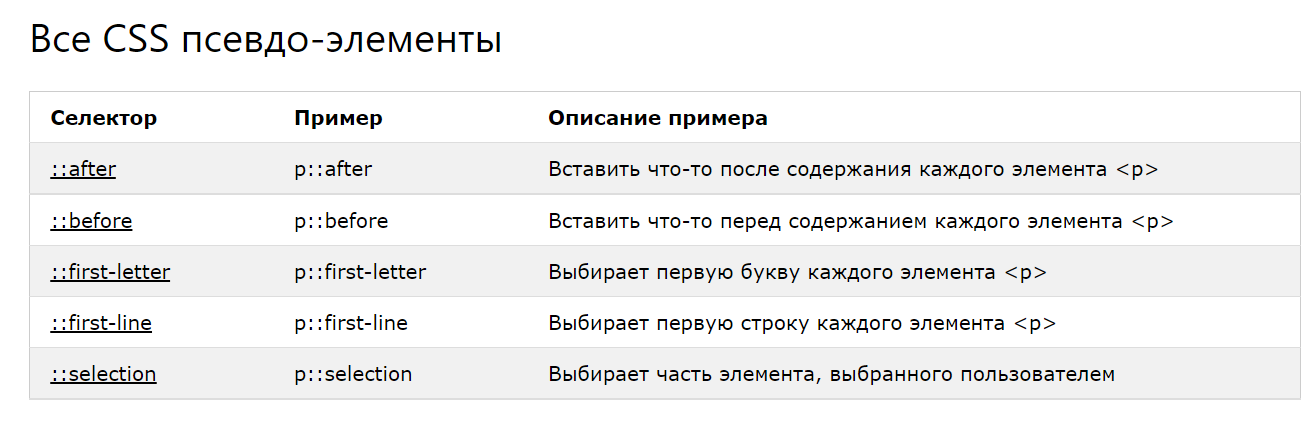 Все CSS псевдо-элементы
Селектор Пример Описание примера
::after p::after Вставить что-то после содержания каждого элемента <p>
::before p::before Вставить что-то перед содержанием каждого элемента <p>
::first-letter p::first-letter Выбирает первую букву каждого элемента <p>
::first-line p::first-line Выбирает первую строку каждого элемента <p>
::selection p::selection Выбирает часть элемента, выбранного пользователем